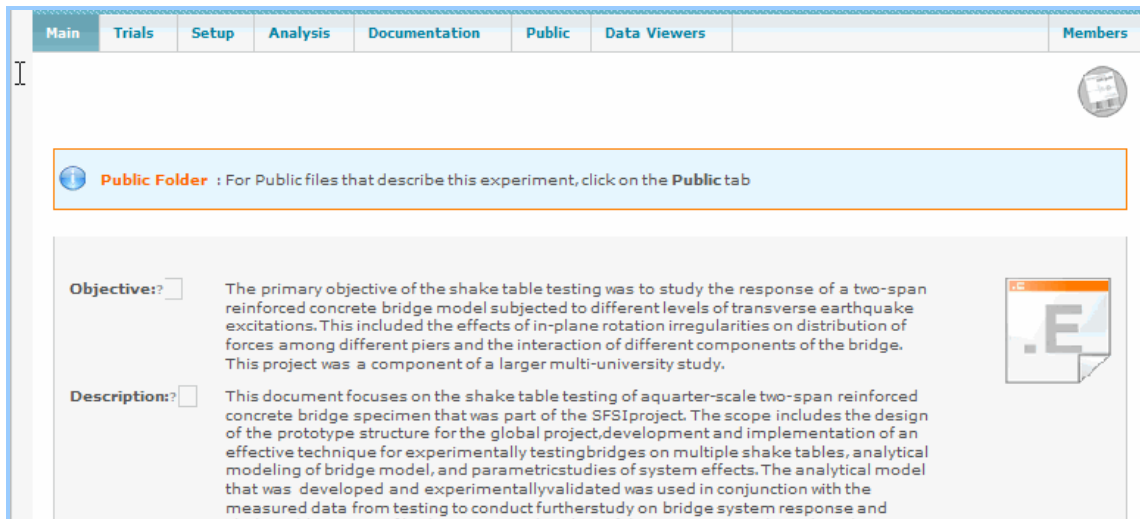 Main Trials Setup Analysis Documentation Public Data Viewers Members
Public Folder : For Public files that describe this experiment, click on the Public tab
Objective:? The primary objective of the shake table testing was to study the response of a two-span
reinforced concrete bridge model subjected to different levels of transverse earthquake
excitations. This included the effects of in-plane rotation irregularities on distribution of
forces among different piers and the interaction of different components of the bridge.
This project was a component of a larger multi-university study.
.E
.E
Description:? This document focuses on the shake table testing of aquarter-scale two-span reinforced
concrete bridge specimen that was part of the SFSIproject. The scope includes the design
of the prototype structure for the global project,development and implementation of an
effective technique for experimentally testingbridges on multiple shake tables, analytical
modeling of bridge model, and parametricstudies of system effects. The analytical model
that was developed and experimentallyvalidated was used in conjunction with the
measured data from testing to conduct furtherstudy on bridge system response and